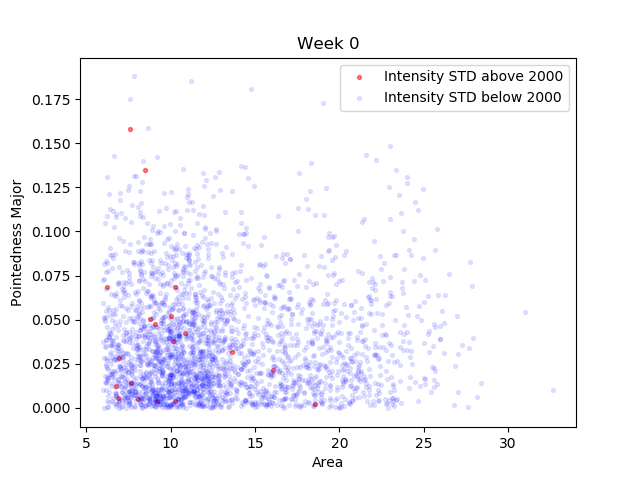 Week 0
Intensity STD above 2000
Intensity STD below 2000
Pointedness Major
0.175
0.150
0.125
0.100
0.075
0.050
0.025
0.000
5 10 15 20 25 30
Area